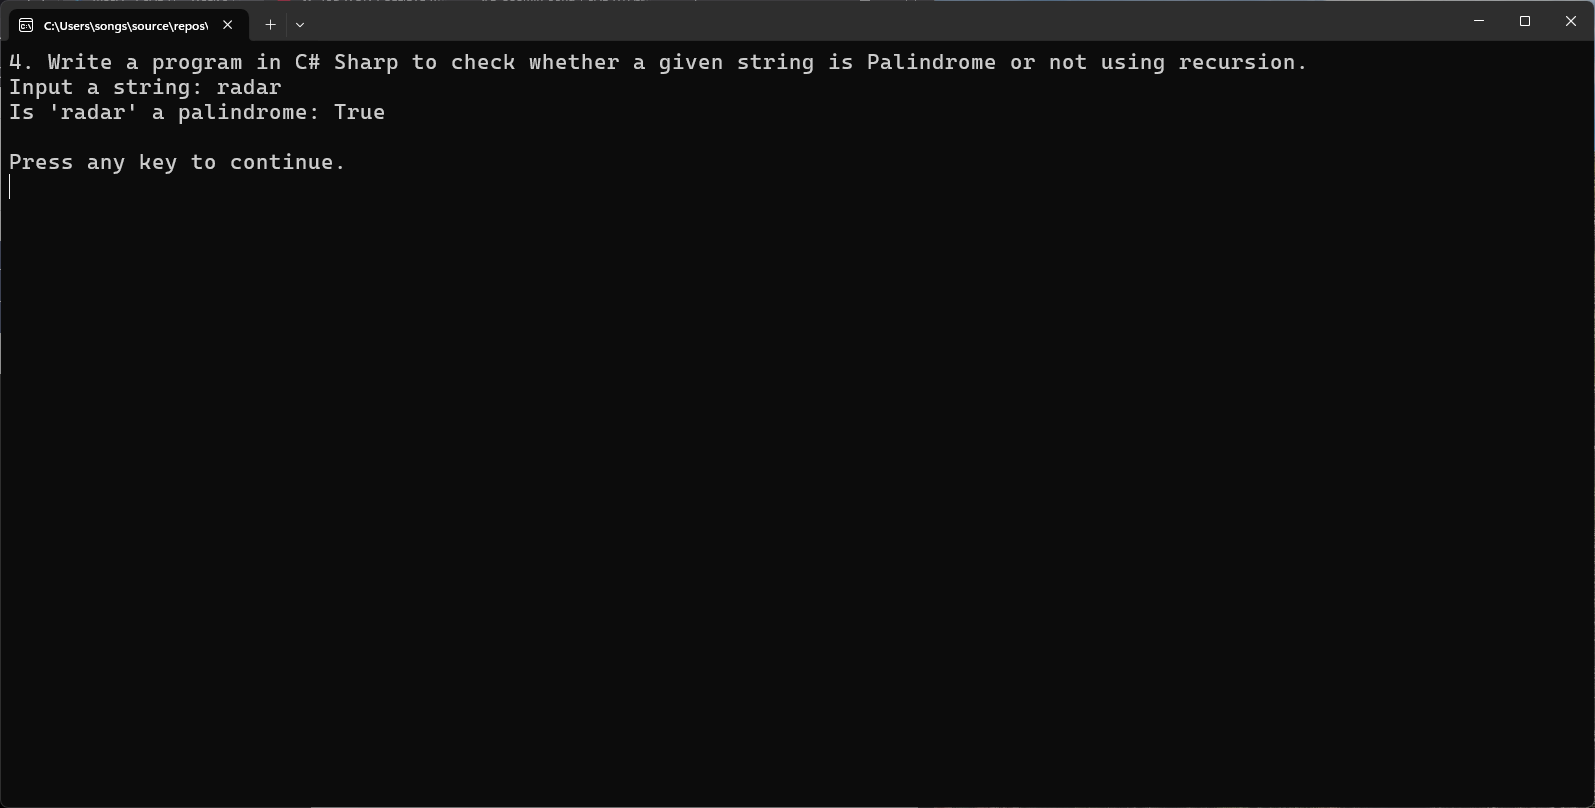 C:\Users\songs\source\repos\
4. Write a program in C# Sharp to check whether a given string is Palindrome or not using recursion.
Input a string: radar
Is 'radar' a palindrome: True
Press any key to continue.